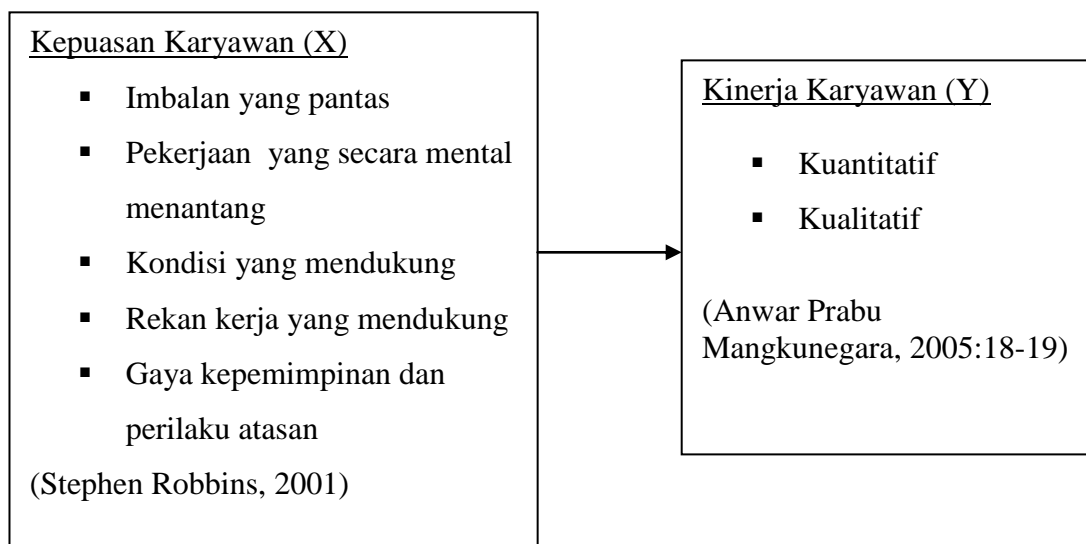 Kepuasan Karyawan (X)
▪ Imbalan yang pantas
▪ Pekerjaan yang secara mental
menantang
▪ Kondisi yang mendukung
▪ Rekan kerja yang mendukung
▪ Gaya kepemimpinan dan
perilaku atasan
(Stephen Robbins, 2001)
Kinerja Karyawan (Y)
▪ Kuantitatif
▪ Kualitatif
(Anwar Prabu
Mangkunegara, 2005:18-19)